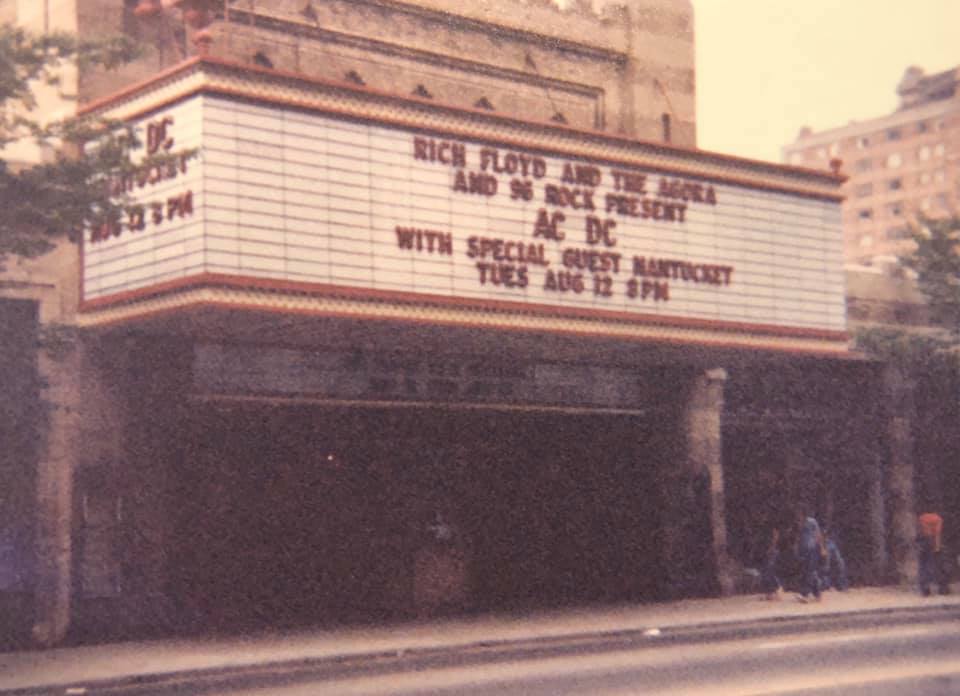 DC
NTUCKET
AUG 12 8 PM
RICH FLOYD AND THE AGORA
AND 96 ROCK PRESENT
AC DC
WITH SPECIAL GUEST NANTUCKET
TUES AUG 12 8PM